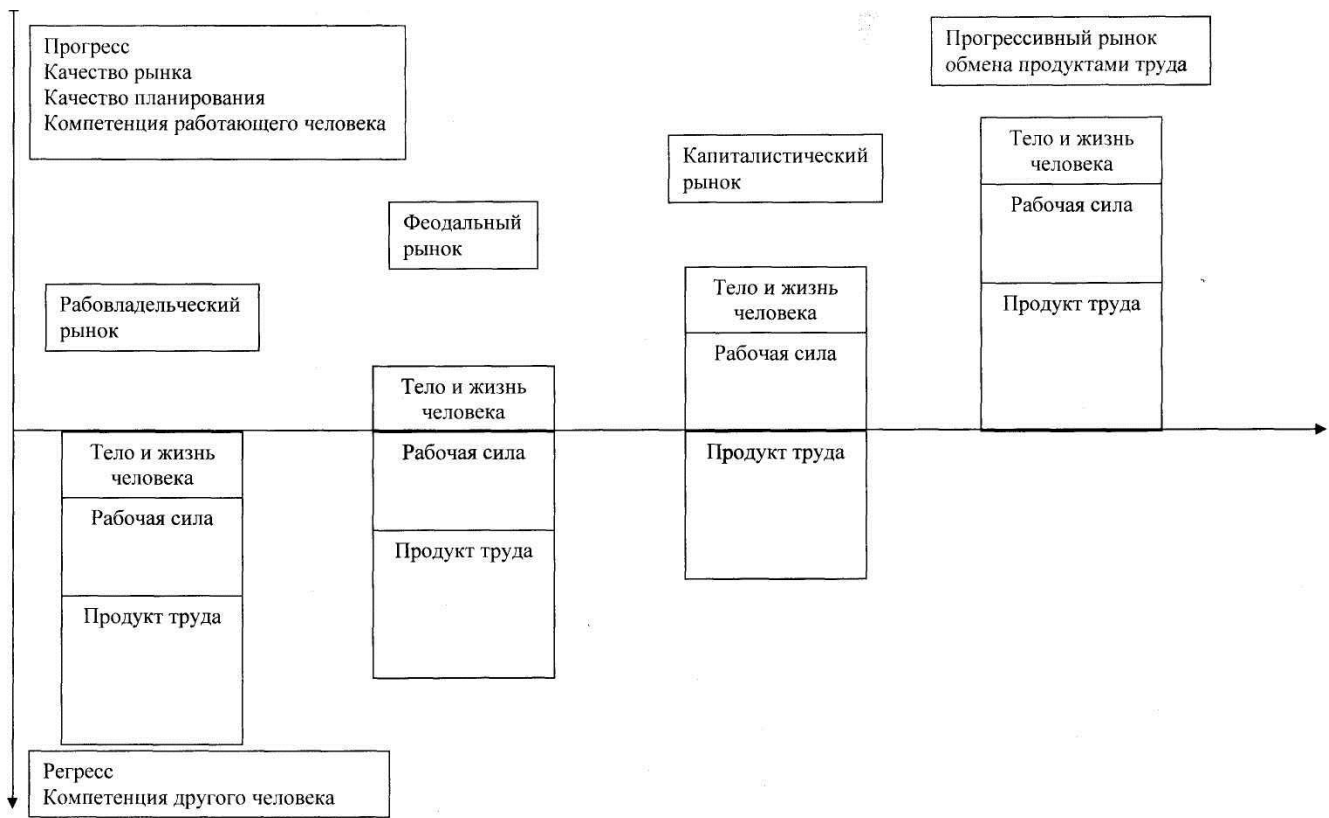 Прогресс
Качество рынка
Качество планирования
Компетенция работающего человека
Прогрессивный рынок
обмена продуктами труда
Капиталистический
рынок
Феодальный
рынок
Рабовладельческий
рынок
Тело и жизнь
человека
Рабочая сила
Продукт труда
Тело и жизнь
человека
Рабочая сила
Продукт труда
Тело и жизнь
человека
Рабочая сила
Продукт труда
Тело и жизнь
человека
Рабочая сила
Продукт труда
Регресс
Компетенция другого человека